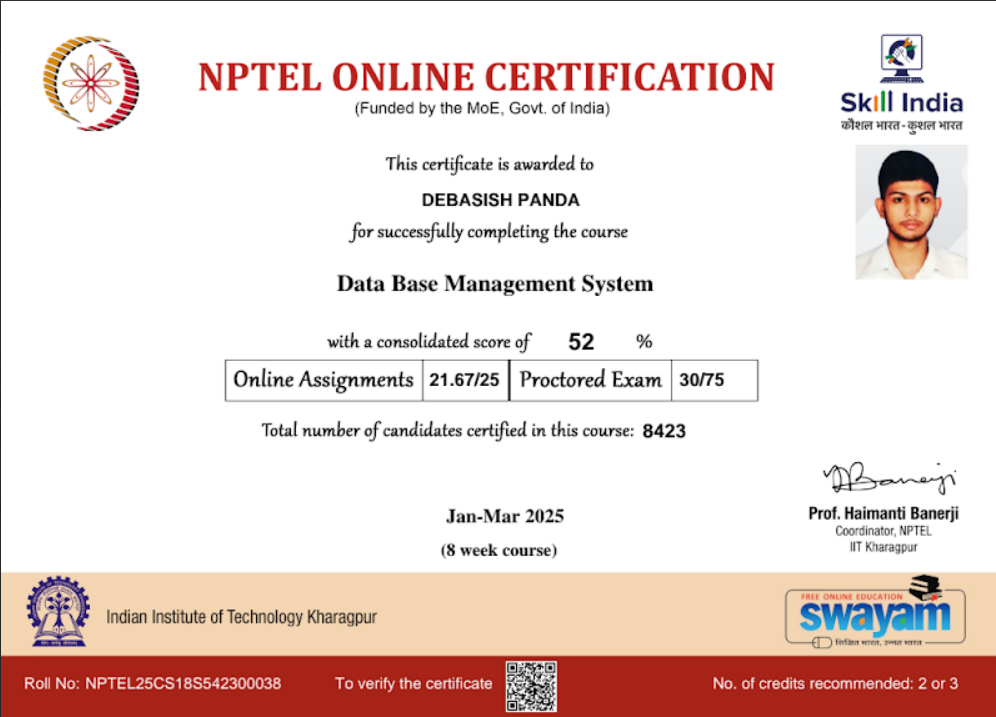 NPTEL ONLINE CERTIFICATION
(Funded by the MoE, Govt. of India)
Skill India
कौशल भारत - कुशल भारत
This certificate is awarded to
DEBASISH PANDA
for successfully completing the course
Data Base Management System
with a consolidated score of 52 %
Online Assignments 21.67/25 Proctored Exam 30/75
Total number of candidates certified in this course: 8423
Jan-Mar 2025
(8 week course)
Prof. Haimanti Banerji
Coordinator, NPTEL
IIT Kharagpur
Indian Institute of Technology Kharagpur
FREE ONLINE EDUCATION
swayam
शिक्षित भारत, उन्नत भारत
Roll No: NPTEL25CS18S542300038
To verify the certificate
No. of credits recommended: 2 or 3